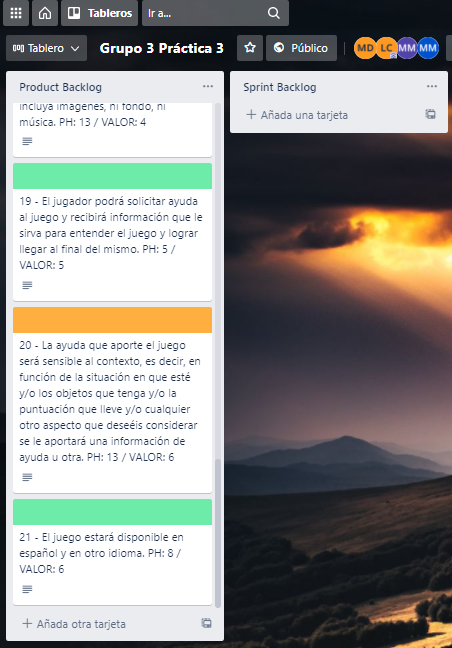 Tableros
Ir a...
Tablero
Grupo 3 Práctica 3
Público
MD
LC
MM
MM
Product Backlog
incluya imágenes, ni fondo, ni
música. PH: 13 / VALOR: 4
19 - El jugador podrá solicitar ayuda
al juego y recibirá información que le
sirva para entender el juego y lograr
llegar al final del mismo. PH: 5 /
VALOR: 5
20 - La ayuda que aporte el juego
será sensible al contexto, es decir, en
función de la situación en que esté
y/o los objetos que tenga y/o la
puntuación que lleve y/o cualquier
otro aspecto que deseéis considerar
se le aportará una información de
ayuda u otra. PH: 13 / VALOR: 6
21 - El juego estará disponible en
español y en otro idioma. PH: 8 /
VALOR: 6
+ Añada otra tarjeta
Sprint Backlog
+ Añada una tarjeta